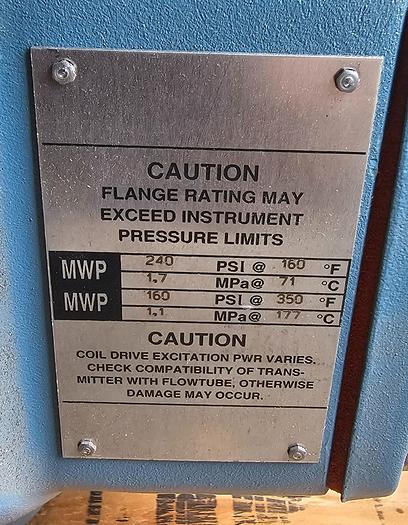 CAUTION
FLANGE RATING MAY
EXCEED INSTRUMENT
PRESSURE LIMITS
MWP 240 PSI @ 160 °F
1,7 MPa @ 71 °C
MWP 160 PSI @ 350 °F
1,1 MPa @ 177 °C
CAUTION
COIL DRIVE EXCITATION PWR VARIES.
CHECK COMPATIBILITY OF TRANS-
MITTER WITH FLOWTUBE, OTHERWISE
DAMAGE MAY OCCUR.